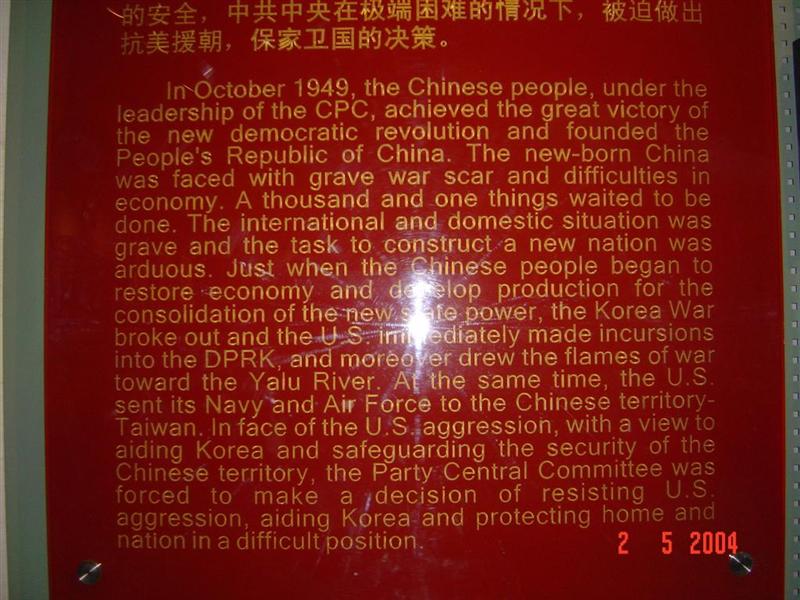 的安全，中共中央在极端困难的情况下，被迫做出
抗美援朝，保家卫国的决策。
In October 1949, the Chinese people, under the
leadership of the CPC, achieved the great victory of
the new democratic revolution and founded the
People's Republic of China. The new-born China
was faced with grave war scar and difficulties in
economy. A thousand and one things waited to be
done. The international and domestic situation was
grave and the task to construct a new nation was
arduous. Just when the Chinese people began to
restore economy and develop production for the
consolidation of the new state power, the Korea War
broke out and the U.S. immediately made incursions
into the DPRK, and moreover drew the flames of war
toward the Yalu River. At the same time, the U.S.
sent its Navy and Air Force to the Chinese territory-
Taiwan. In face of the U.S. aggression, with a view to
aiding Korea and safeguarding the security of the
Chinese territory, the Party Central Committee was
forced to make a decision of resisting U.S.
aggression, aiding Korea and protecting home and
nation in a difficult position.
2 5 2004